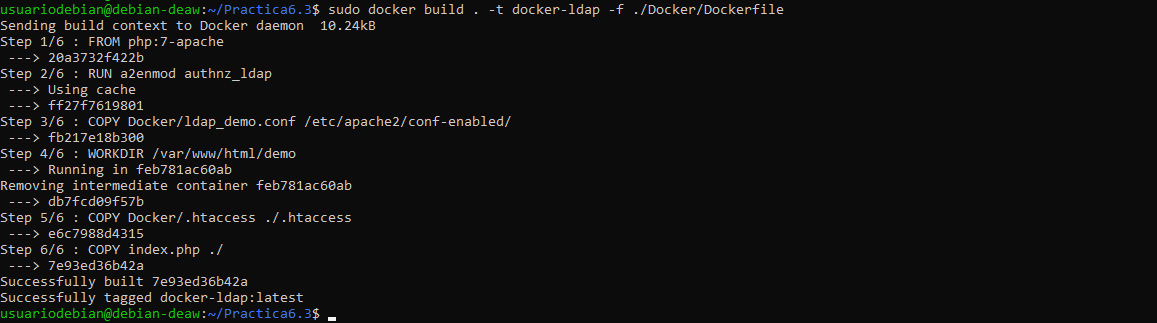 usuariodebian@debian-deaw:~/Practica6.3$ sudo docker build . -t docker-ldap -f ./Docker/Dockerfile
Sending build context to Docker daemon  10.24kB
Step 1/6 : FROM php:7-apache
 ---> 20a3732f422b
Step 2/6 : RUN a2enmod authnz_ldap
 ---> Using cache
 ---> ff27f7619801
Step 3/6 : COPY Docker/ldap_demo.conf /etc/apache2/conf-enabled/
 ---> fb217e18b300
Step 4/6 : WORKDIR /var/www/html/demo
 ---> Running in feb781ac60ab
Removing intermediate container feb781ac60ab
 ---> db7fcd09f57b
Step 5/6 : COPY Docker/.htaccess ./.htaccess
 ---> e6c7988d4315
Step 6/6 : COPY index.php ./
 ---> 7e93ed36b42a
Successfully built 7e93ed36b42a
Successfully tagged docker-ldap:latest
usuariodebian@debian-deaw:~/Practica6.3$